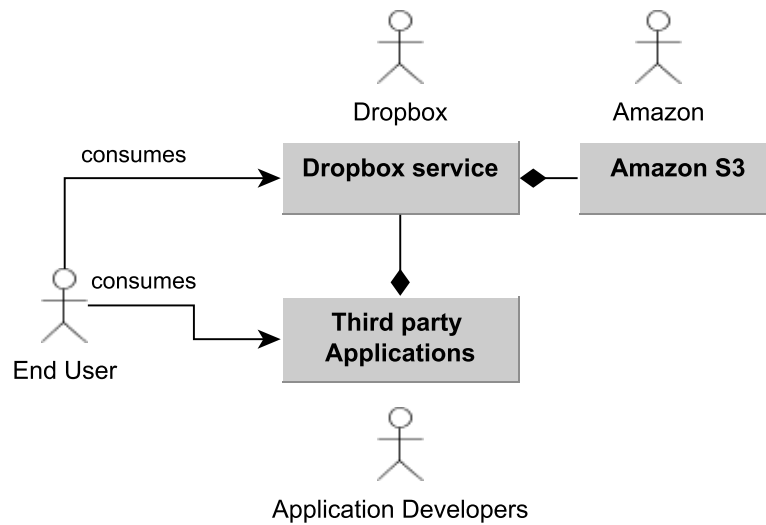 Dropbox
Amazon
consumes
Dropbox service
Amazon S3
consumes
Third party
Applications
End User
Application Developers